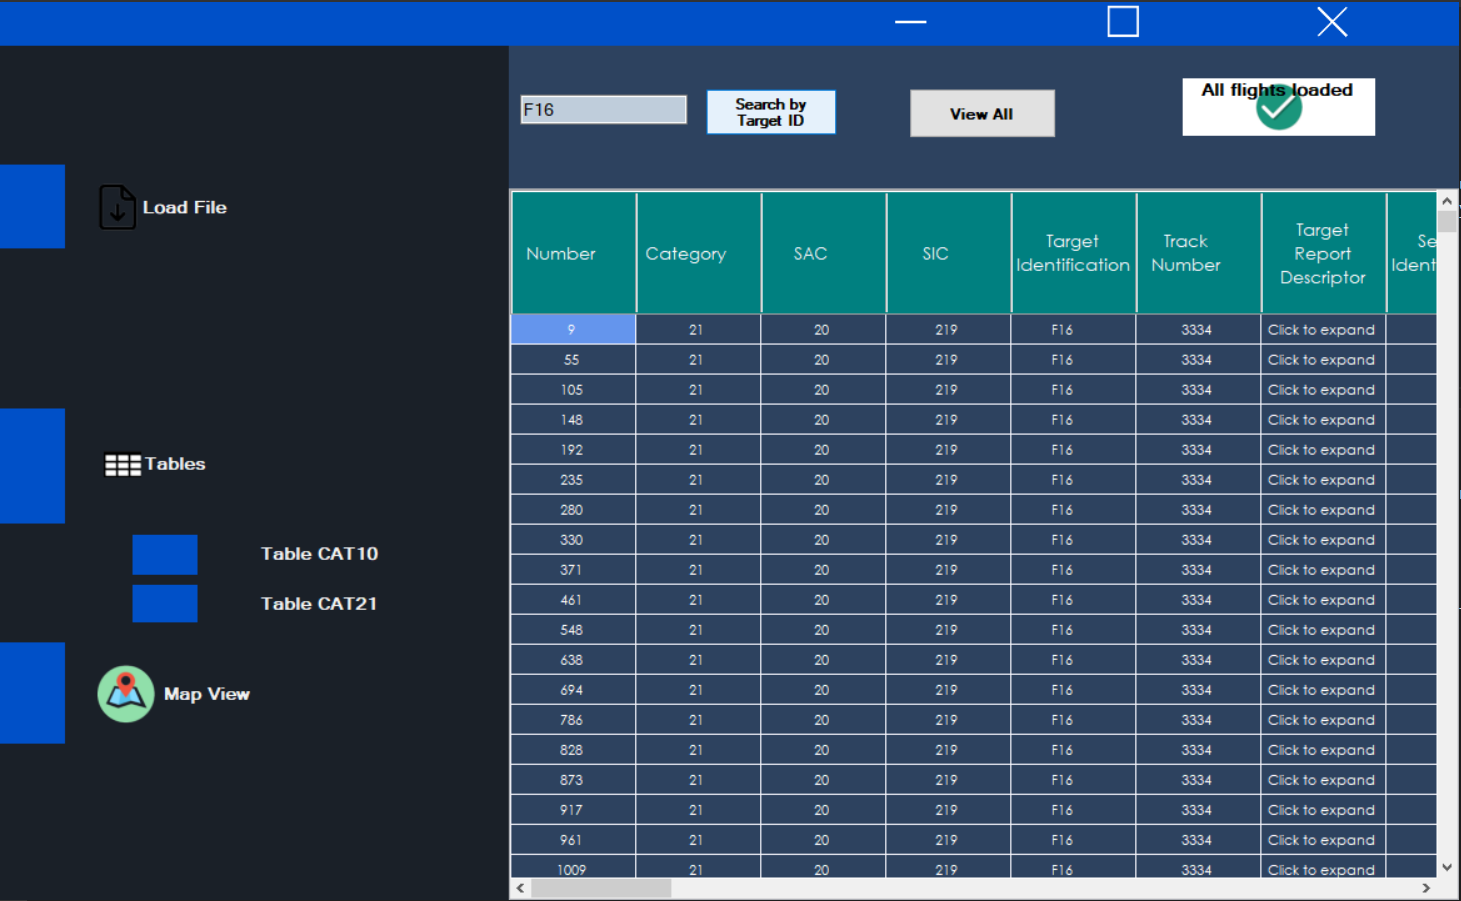 F16
Search by
Target ID
View All
All flights loaded
Load File
Tables
Table CAT10
Table CAT21
Map View
Number Category SAC SIC Target Identification Track Number Target Report Descriptor Se Ident
9 21 20 219 F16 3334 Click to expand
55 21 20 219 F16 3334 Click to expand
105 21 20 219 F16 3334 Click to expand
148 21 20 219 F16 3334 Click to expand
192 21 20 219 F16 3334 Click to expand
235 21 20 219 F16 3334 Click to expand
280 21 20 219 F16 3334 Click to expand
330 21 20 219 F16 3334 Click to expand
371 21 20 219 F16 3334 Click to expand
461 21 20 219 F16 3334 Click to expand
548 21 20 219 F16 3334 Click to expand
638 21 20 219 F16 3334 Click to expand
694 21 20 219 F16 3334 Click to expand
786 21 20 219 F16 3334 Click to expand
828 21 20 219 F16 3334 Click to expand
873 21 20 219 F16 3334 Click to expand
917 21 20 219 F16 3334 Click to expand
961 21 20 219 F16 3334 Click to expand
1009 21 20 219 F16 3334 Click to expand